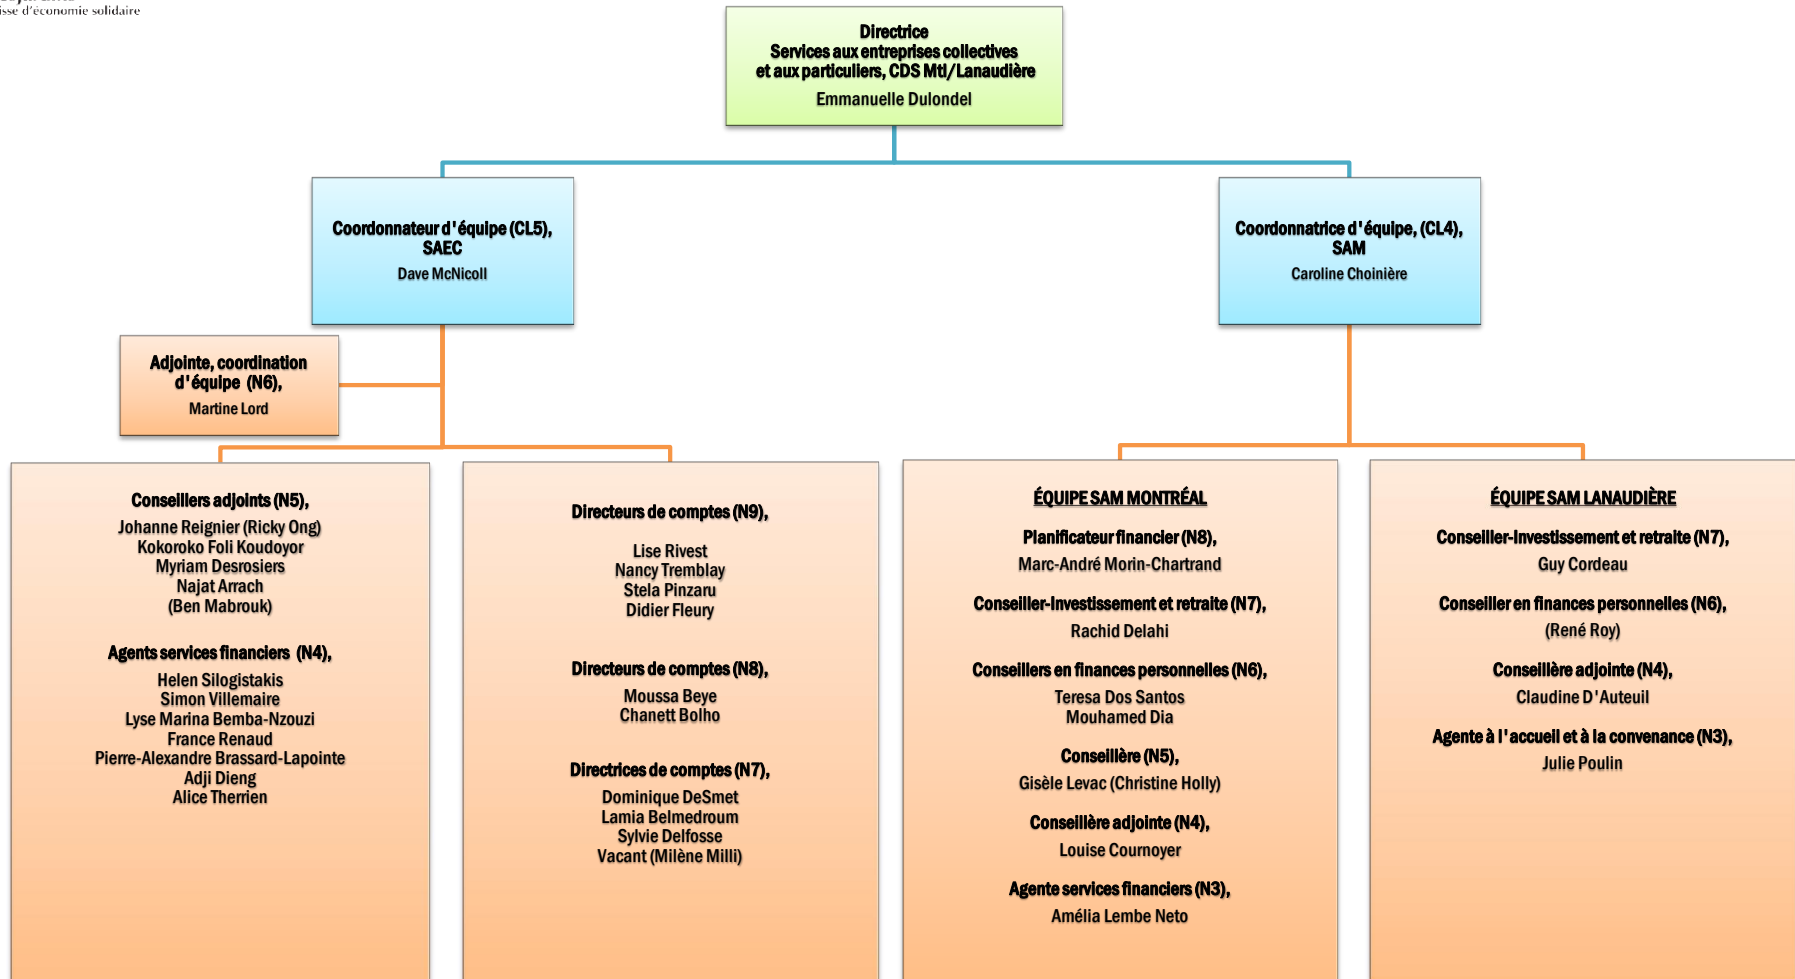 d'économie solidaire
Directrice
Services aux entreprises collectives
et aux particuliers, CDS Mtl/Lanaudière
Emmanuelle Dulondel
Coordonnateur d'équipe (CL5),
SAEC
Dave McNicoll
Coordonnatrice d'équipe, (CL4),
SAM
Caroline Choinière
Adjointe, coordination
d'équipe (N6),
Martine Lord
Conseillers adjoints (N5),
Johanne Reignier (Ricky Ong)
Kokoroko Foli Koudoyor
Myriam Desrosiers
Najat Arrach
(Ben Mabrouk)
Agents services financiers (N4),
Helen Silogistakis
Simon Villemaire
Lyse Marina Bemba-Nzouzi
France Renaud
Pierre-Alexandre Brassard-Lapointe
Adji Dieng
Alice Therrien
Directeurs de comptes (N9),
Lise Rivest
Nancy Tremblay
Stela Pinzaru
Didier Fleury
Directeurs de comptes (N8),
Moussa Beye
Chanett Bolho
Directrices de comptes (N7),
Dominique DeSmet
Lamia Belmedroum
Sylvie Delfosse
Vacant (Milène Milli)
ÉQUIPE SAM MONTRÉAL
Planificateur financier (N8),
Marc-André Morin-Chartrand
Conseiller-Investissement et retraite (N7),
Rachid Delahi
Conseillers en finances personnelles (N6),
Teresa Dos Santos
Mouhamed Dia
Conseillère (N5),
Gisèle Levac (Christine Holly)
Conseillère adjointe (N4),
Louise Cournoyer
Agente services financiers (N3),
Amélia Lembe Neto
ÉQUIPE SAM LANAUDIÈRE
Conseiller-Investissement et retraite (N7),
Guy Cordeau
Conseiller en finances personnelles (N6),
(René Roy)
Conseillère adjointe (N4),
Claudine D'Auteuil
Agente à l'accueil et à la convenance (N3),
Julie Poulin